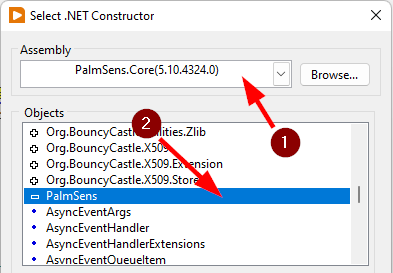 Select .NET Constructor
Assembly
PalmSens.Core(5.10.4324.0)
Browse...
1
Objects
2
Org.BouncyCastle.Utilities.Zlib
Org.BouncyCastle.X509
Org.BouncyCastle.X509.Extension
Org.BouncyCastle.X509.Store
PalmSens
AsyncEventArgs
AsyncEventHandler
AsyncEventHandlerExtensions
AsyncEventQueueItem